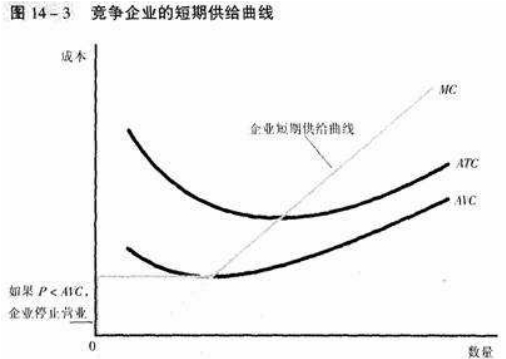 图 14-3 竞争企业的短期供给曲线
成本
MC
企业短期供给曲线
ATC
AVC
如果 P < AVC,
企业停止营业
0
数量